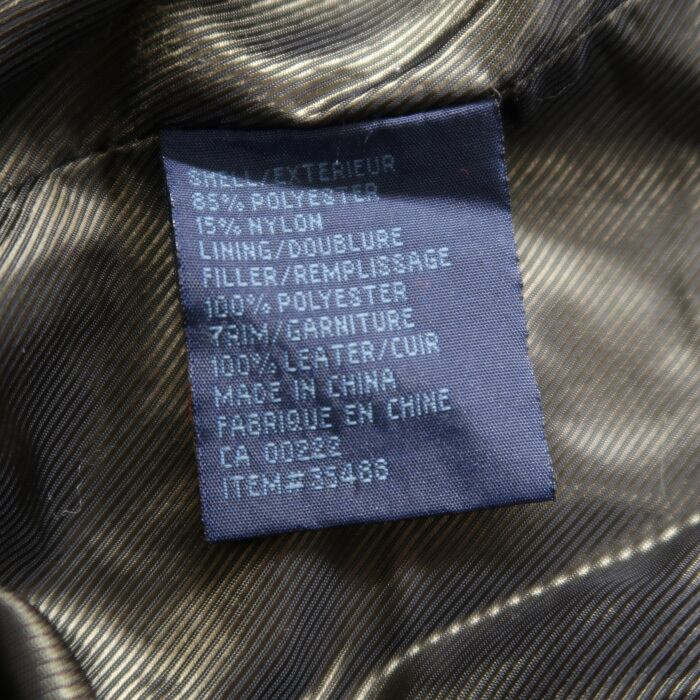 SHELL/EXTERIEUR
85% POLYESTER
15% NYLON
LINING/DOUBLURE
FILLER/REMPLISSAGE
100% POLYESTER
TRIM/GARNITURE
100% LEATER/CUIR
MADE IN CHINA
FABRIQUE EN CHINE
CA 00222
ITEM#35486